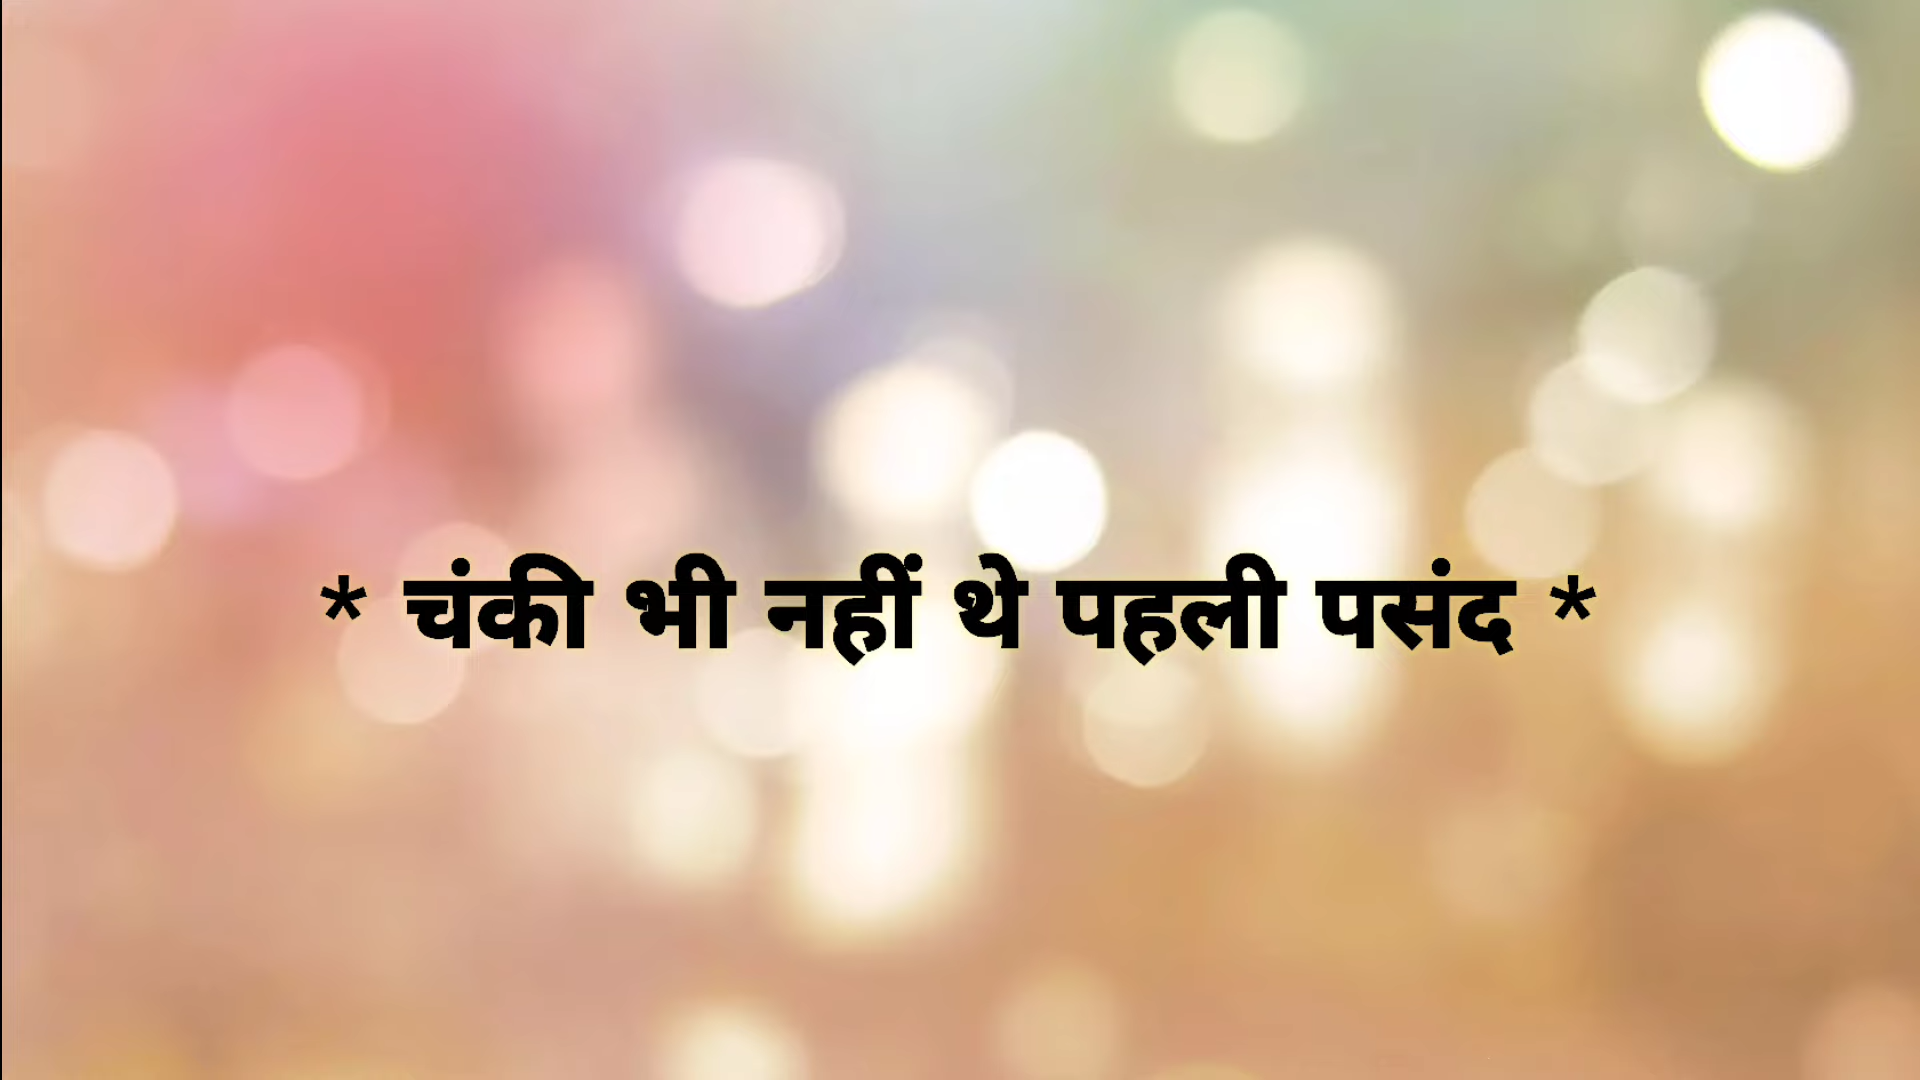 * चंकी भी नहीं थे पहली पसंद *